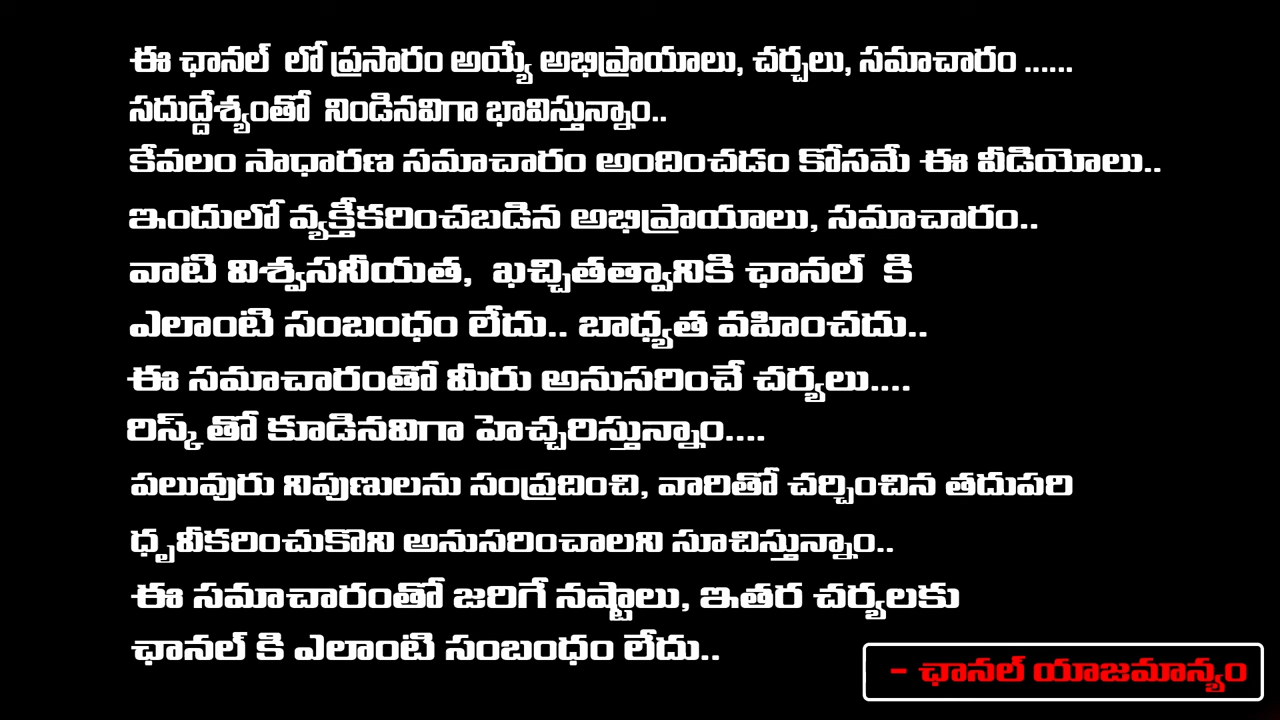 ఈ ఛానల్ లో ప్రసారం అయ్యే అభిప్రాయాలు, చర్చలు, సమాచారం ......
సదుద్దేశ్యంతో నిండినవిగా భావిస్తున్నాం..
కేవలం సాధారణ సమాచారం అందించడం కోసమే ఈ వీడియోలు..
ఇందులో వ్యక్తీకరించబడిన అభిప్రాయాలు, సమాచారం..
వాటి విశ్వసనీయత, ఖచ్చితత్వానికి ఛానల్ కి
ఎలాంటి సంబంధం లేదు.. బాధ్యత వహించదు..
ఈ సమాచారంతో మీరు అనుసరించే చర్యలు....
రిస్క్ తో కూడినవిగా హెచ్చరిస్తున్నాం....
పలువురు నిపుణులను సంప్రదించి, వారితో చర్చించిన తదుపరి
ధృవీకరించుకొని అనుసరించాలని సూచిస్తున్నాం..
ఈ సమాచారంతో జరిగే నష్టాలు, ఇతర చర్యలకు
ఛానల్ కి ఎలాంటి సంబంధం లేదు..
- ఛానల్ యాజమాన్యం